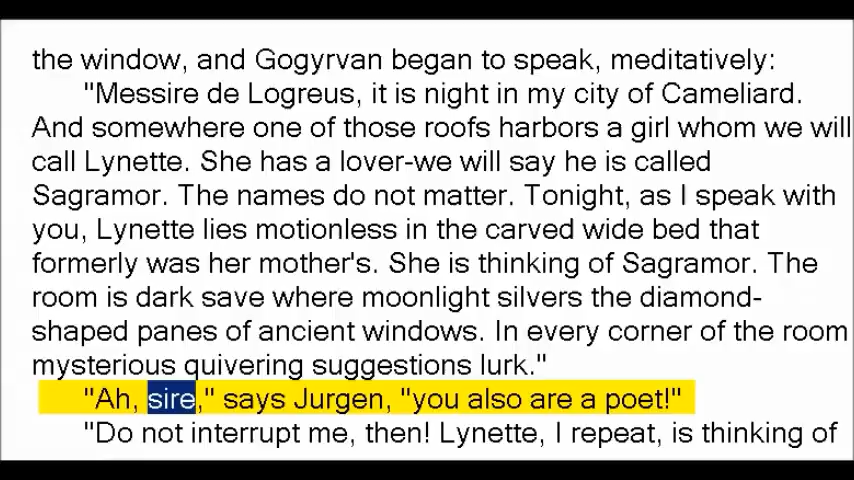 the window, and Gogyrvan began to speak, meditatively:
"Messire de Logreus, it is night in my city of Cameliard.
And somewhere one of those roofs harbors a girl whom we will
call Lynette. She has a lover-we will say he is called
Sagramor. The names do not matter. Tonight, as I speak with
you, Lynette lies motionless in the carved wide bed that
formerly was her mother's. She is thinking of Sagramor. The
room is dark save where moonlight silvers the diamond-
shaped panes of ancient windows. In every corner of the room
mysterious quivering suggestions lurk."
"Ah, sire," says Jurgen, "you also are a poet!"
"Do not interrupt me, then! Lynette, I repeat, is thinking of